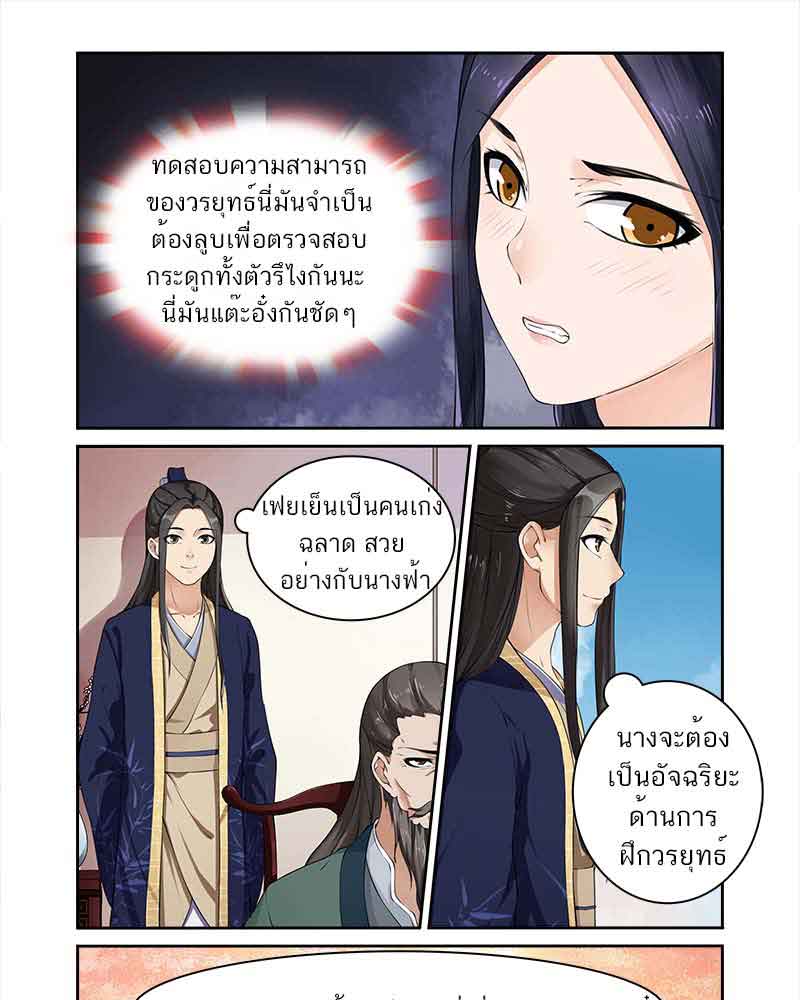 ทดสอบความสามารถ
ของวรยุทธ์นี่มันจำเป็น
ต้องลูบเพื่อตรวจสอบ
กระดูกทั้งตัวรึไงกันนะ
นี่มันแต๊ะอั๋งกันชัดๆ
เฟยเย็นเป็นคนเก่ง
ฉลาด สวย
อย่างกับนางฟ้า
นางจะต้อง
เป็นอัจฉริยะ
ด้านการ
ฝึกวรยุทธ์